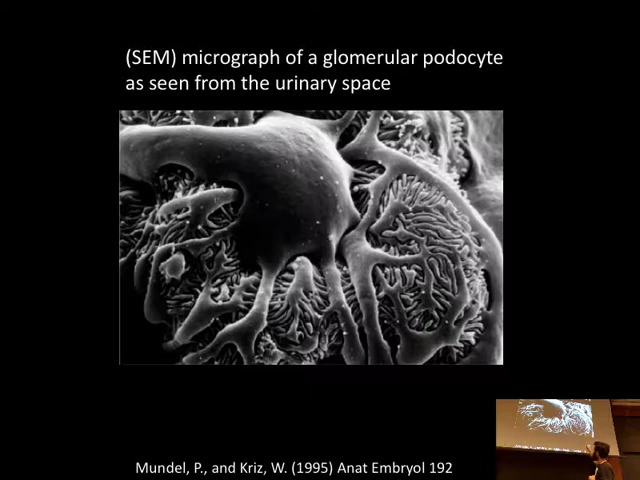 (SEM) micrograph of a glomerular podocyte
as seen from the urinary space
Mundel, P., and Kriz, W. (1995) Anat Embryol 192